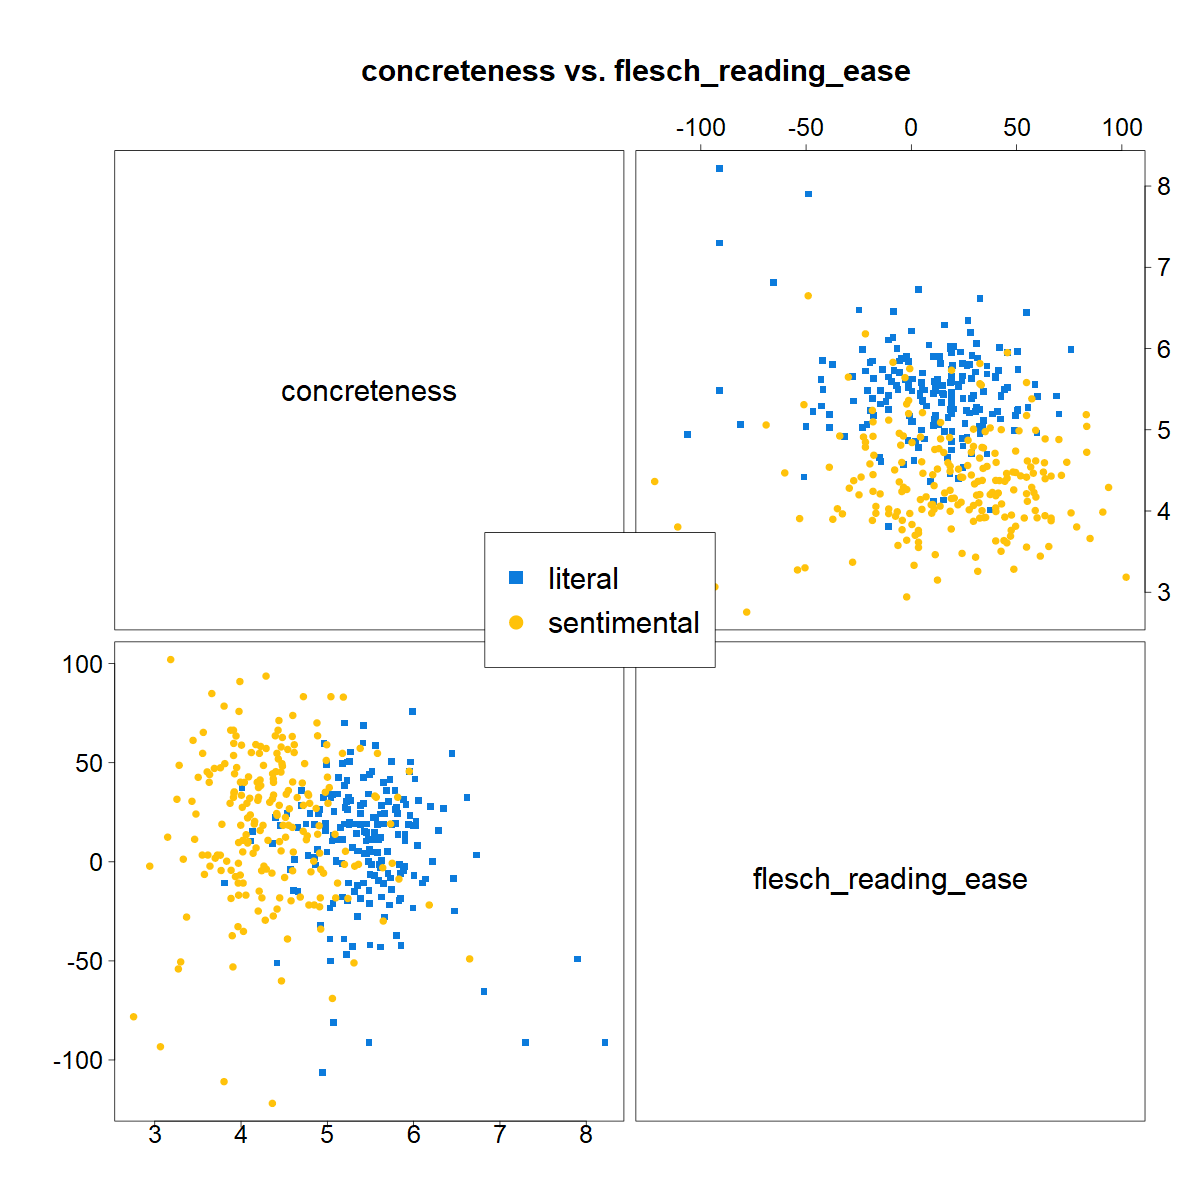 concreteness vs. flesch_reading_ease
-100 -50 0 50 100
concreteness
8
7
6
5
4
3
literal
sentimental
100
50
0
-50
-100
flesch_reading_ease
3 4 5 6 7 8